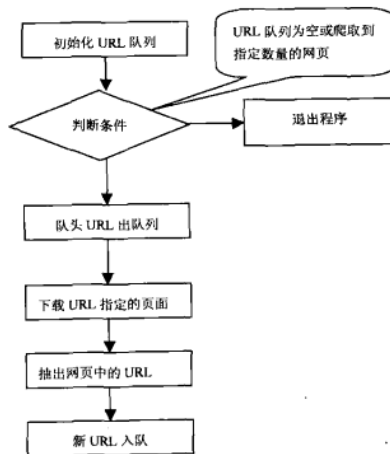 初始化 URL 队列
URL 队列为空或爬取到
指定数量的网页
判断条件
退出程序
队头 URL 出队列
下载 URL 指定的页面
抽出网页中的 URL
新 URL 入队